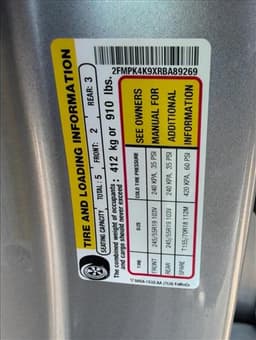 TIRE AND LOADING INFORMATION
SEATING CAPACITY TOTAL: 5 FRONT: 2 REAR: 3
The combined weight of occupants
and cargo should never exceed : 412 kg or 910 lbs.
TIRE SIZE COLD TIRE PRESSURE
FRONT 245/55R19 103V 240 KPA, 35 PSI
REAR 245/55R19 103V 240 KPA, 35 PSI
SPARE T165/70R18 112M 420 KPA, 60 PSI
SEE OWNERS
MANUAL FOR
ADDITIONAL
INFORMATION
2FMPK4K9XRBA89269